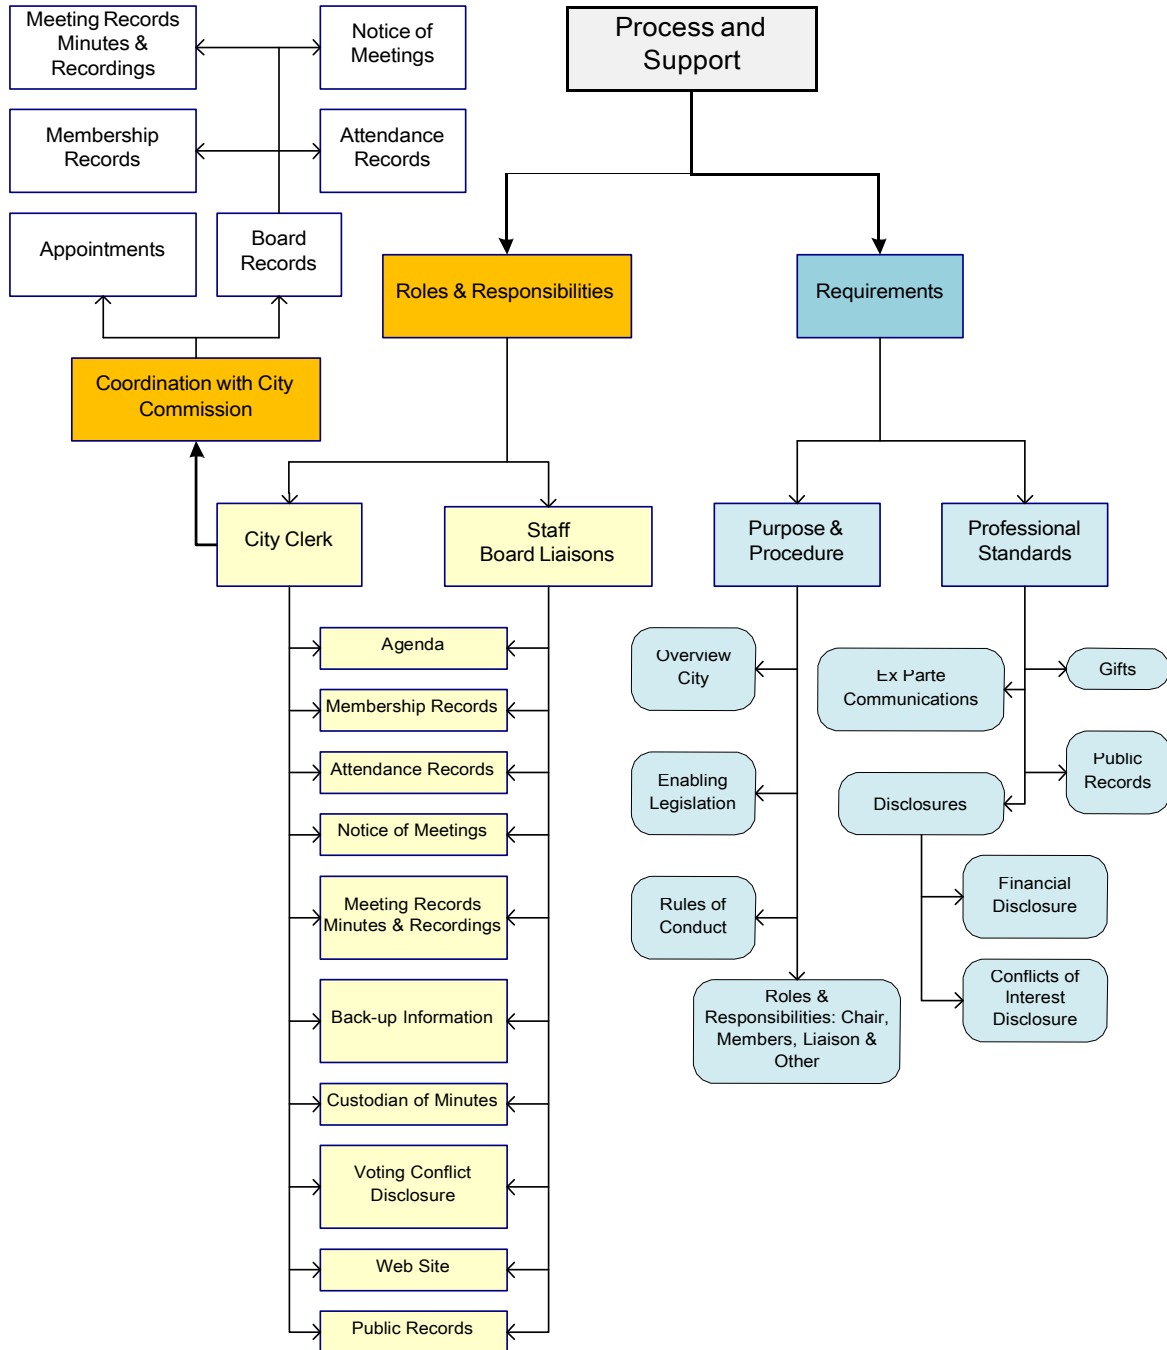 Meeting Records
Minutes &
Recordings
Notice of
Meetings
Process and
Support
Membership
Records
Attendance
Records
Appointments
Board
Records
Roles & Responsibilities
Requirements
Coordination with City
Commission
City Clerk
Staff
Board Liaisons
Purpose &
Procedure
Professional
Standards
Agenda
Membership Records
Attendance Records
Notice of Meetings
Meeting Records
Minutes & Recordings
Back-up Information
Custodian of Minutes
Voting Conflict
Disclosure
Web Site
Public Records
Overview
City
Enabling
Legislation
Rules of
Conduct
Roles &
Responsibilities: Chair,
Members, Liaison &
Other
Ex Parte
Communications
Gifts
Public
Records
Disclosures
Financial
Disclosure
Conflicts of
Interest
Disclosure